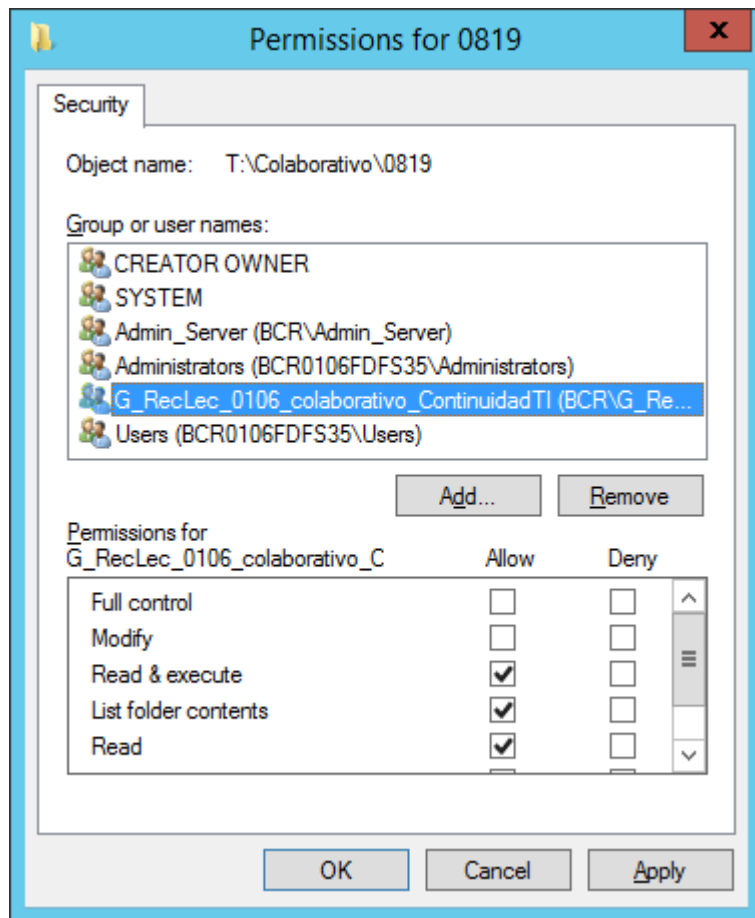 Permissions for 0819
X
Security
Object name: T:\Colaborativo\0819
Group or user names:
CREATOR OWNER
SYSTEM
Admin_Server (BCR\Admin_Server)
Administrators (BCR0106FDFS35\Administrators)
G_RecLec_0106_colaborativo_ContinuidadTI (BCR\G_Re...
Users (BCR0106FDFS35\Users)
Add... Remove
Permissions for
G_RecLec_0106_colaborativo_C Allow Deny
Full control
Modify
Read & execute
List folder contents
Read
OK Cancel Apply